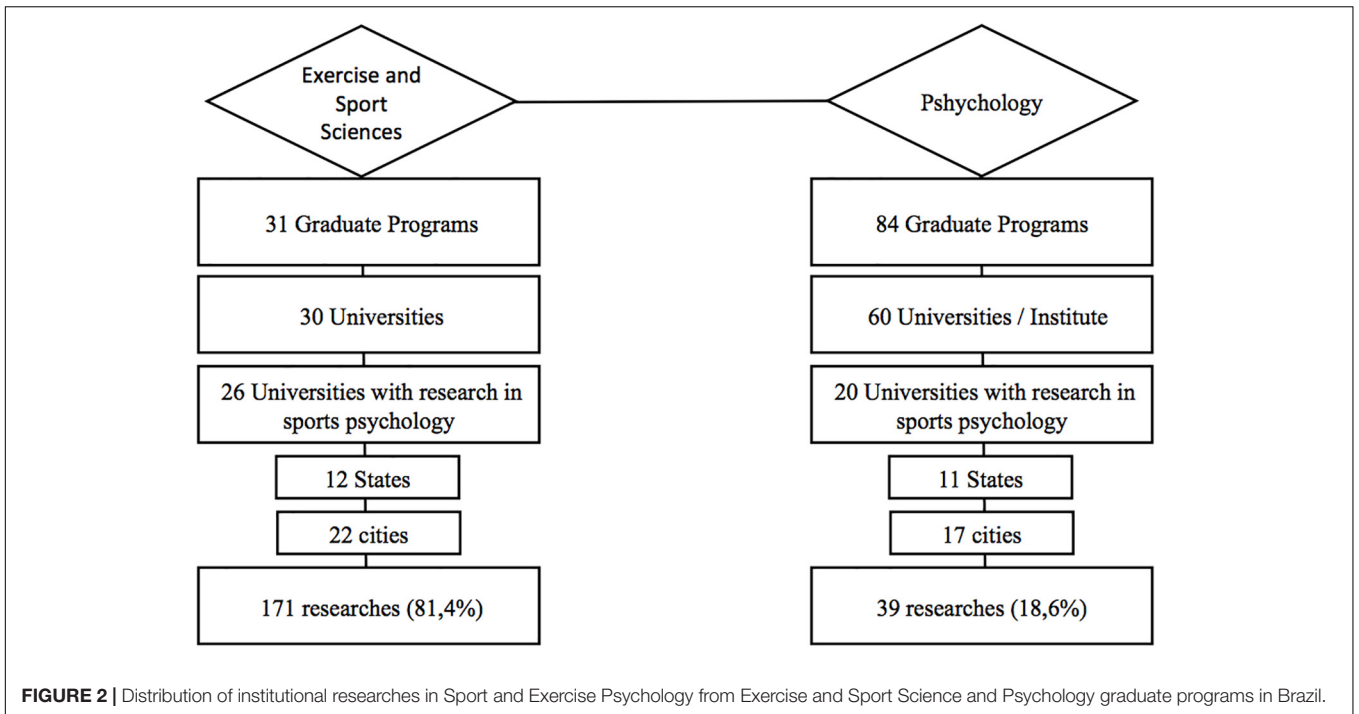 Exercise and
Sport
Sciences
31 Graduate Programs
30 Universities
26 Universities with research in
sports psychology
12 States
22 cities
171 researches (81,4%)
Pshychology
84 Graduate Programs
60 Universities / Institute
20 Universities with research in
sports psychology
11 States
17 cities
39 researches (18,6%)
FIGURE 2 | Distribution of institutional researches in Sport and Exercise Psychology from Exercise and Sport Science and Psychology graduate programs in Brazil.